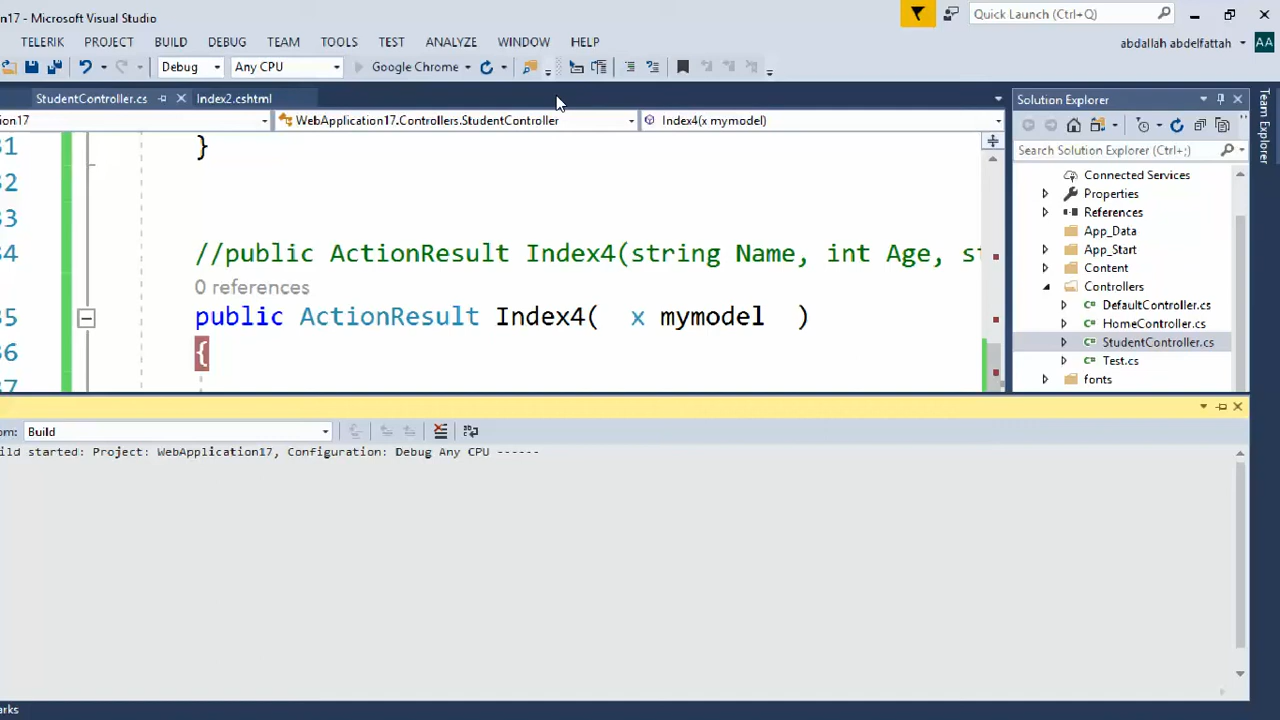 n17 - Microsoft Visual Studio
Quick Launch (Ctrl+Q)
TELERIK PROJECT BUILD DEBUG TEAM TOOLS TEST ANALYZE WINDOW HELP
abdallah abdelfattah AA
Debug Any CPU Google Chrome
StudentController.cs Index2.cshtml
ion17 WebApplication17.Controllers.StudentController Index4(x mymodel)
31 }
32
33
34 //public ActionResult Index4(string Name, int Age, st
0 references
35 public ActionResult Index4( x mymodel )
36 {
37
Solution Explorer
Search Solution Explorer (Ctrl+;)
Connected Services
Properties
References
App_Data
App_Start
Content
Controllers
DefaultController.cs
HomeController.cs
StudentController.cs
Test.cs
fonts
Team Explorer
om: Build
ild started: Project: WebApplication17, Configuration: Debug Any CPU ------
arks